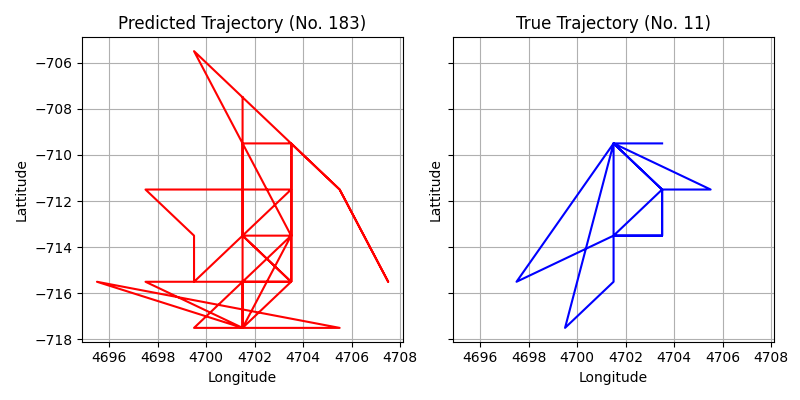 Predicted Trajectory (No. 183)
True Trajectory (No. 11)
Lattitude
−706
−708
−710
−712
−714
−716
−718
4696 4698 4700 4702 4704 4706 4708
Longitude
Lattitude
4696 4698 4700 4702 4704 4706 4708
Longitude